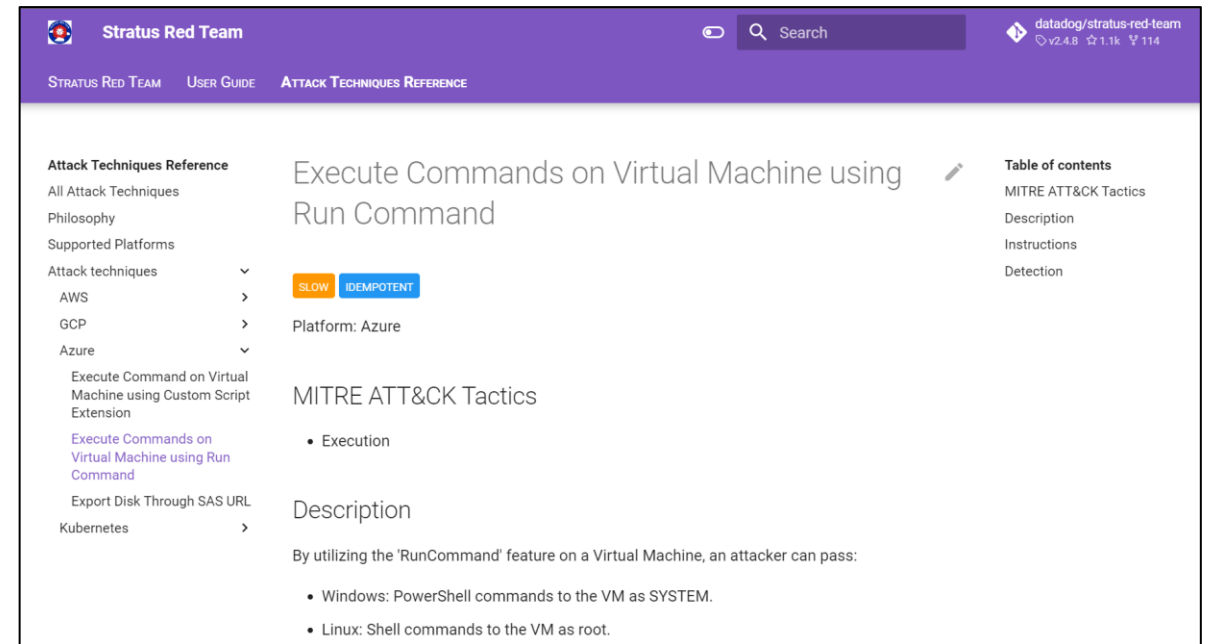 Stratus Red Team
Search
datadog/stratus-red-team
v2.4.8 1.1k 114
STRATUS RED TEAM USER GUIDE ATTACK TECHNIQUES REFERENCE
Attack Techniques Reference
All Attack Techniques
Philosophy
Supported Platforms
Attack techniques
AWS
GCP
Azure
Execute Command on Virtual
Machine using Custom Script
Extension
Execute Commands on
Virtual Machine using Run
Command
Export Disk Through SAS URL
Kubernetes
Execute Commands on Virtual Machine using
Run Command
SLOW IDEMPOTENT
Platform: Azure
MITRE ATT&CK Tactics
• Execution
Description
By utilizing the 'RunCommand' feature on a Virtual Machine, an attacker can pass:
• Windows: PowerShell commands to the VM as SYSTEM.
• Linux: Shell commands to the VM as root.
Table of contents
MITRE ATT&CK Tactics
Description
Instructions
Detection